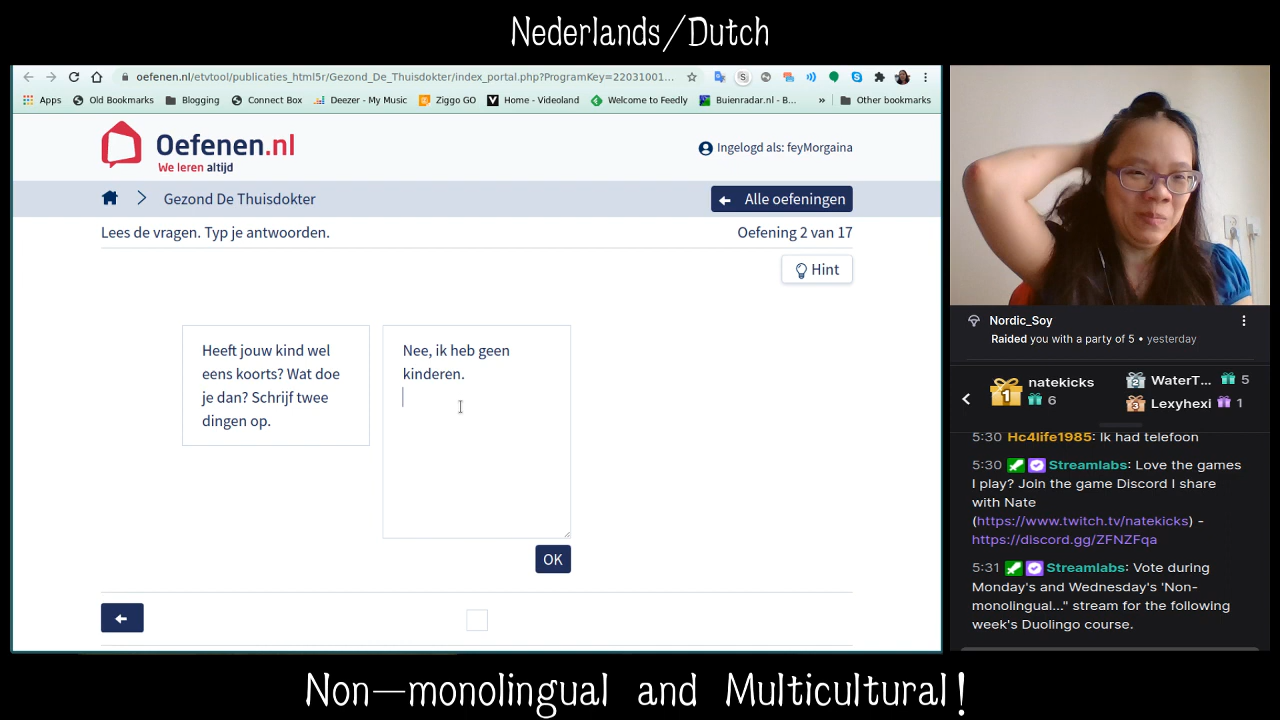 Nederlands/Dutch
oefenen.nl/etvtool/publicaties_html5r/Gezond_De_Thuisdokter/index_portal.php?ProgramKey=22031001...
Apps Old Bookmarks Blogging Connect Box Deezer - My Music Ziggo GO Home - Videoland Welcome to Feedly Buienradar.nl - B... » Other bookmarks
Oefenen.nl
We leren altijd
Ingelogd als: feyMorgaina
Gezond De Thuisdokter
Alle oefeningen
Lees de vragen. Typ je antwoorden.
Oefening 2 van 17
Hint
Heeft jouw kind wel
eens koorts? Wat doe
je dan? Schrijf twee
dingen op.
Nee, ik heb geen
kinderen.
OK
Nordic_Soy
Raided you with a party of 5 • yesterday
1 natekicks
6
2 WaterT... 5
3 Lexyhexi 1
5:30 Hc4life1985: Ik had telefoon
5:30 Streamlabs: Love the games
I play? Join the game Discord I share
with Nate
(https://www.twitch.tv/natekicks) -
https://discord.gg/ZFNZFqa
5:31 Streamlabs: Vote during
Monday's and Wednesday's 'Non-
monolingual..." stream for the following
week's Duolingo course.
Non-monolingual and Multicultural!